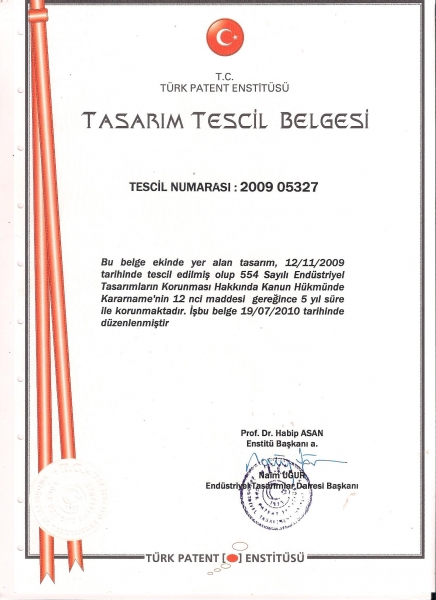 T.C.
TÜRK PATENT ENSTİTÜSÜ
TASARIM TESCİL BELGESİ
TESCİL NUMARASI : 2009 05327
Bu belge ekinde yer alan tasarım, 12/11/2009
tarihinde tescil edilmiş olup 554 Sayılı Endüstriyel
Tasarımların Korunması Hakkında Kanun Hükmünde
Kararname'nin 12 nci maddesi gereğince 5 yıl süre
ile korunmaktadır. İşbu belge 19/07/2010 tarihinde
düzenlenmiştir
Prof. Dr. Habip ASAN
Enstitü Başkanı a.
Naim UĞUR
Endüstriyel Tasarımlar Dairesi Başkanı
TÜRK PATENT [ ] ENSTİTÜSÜ